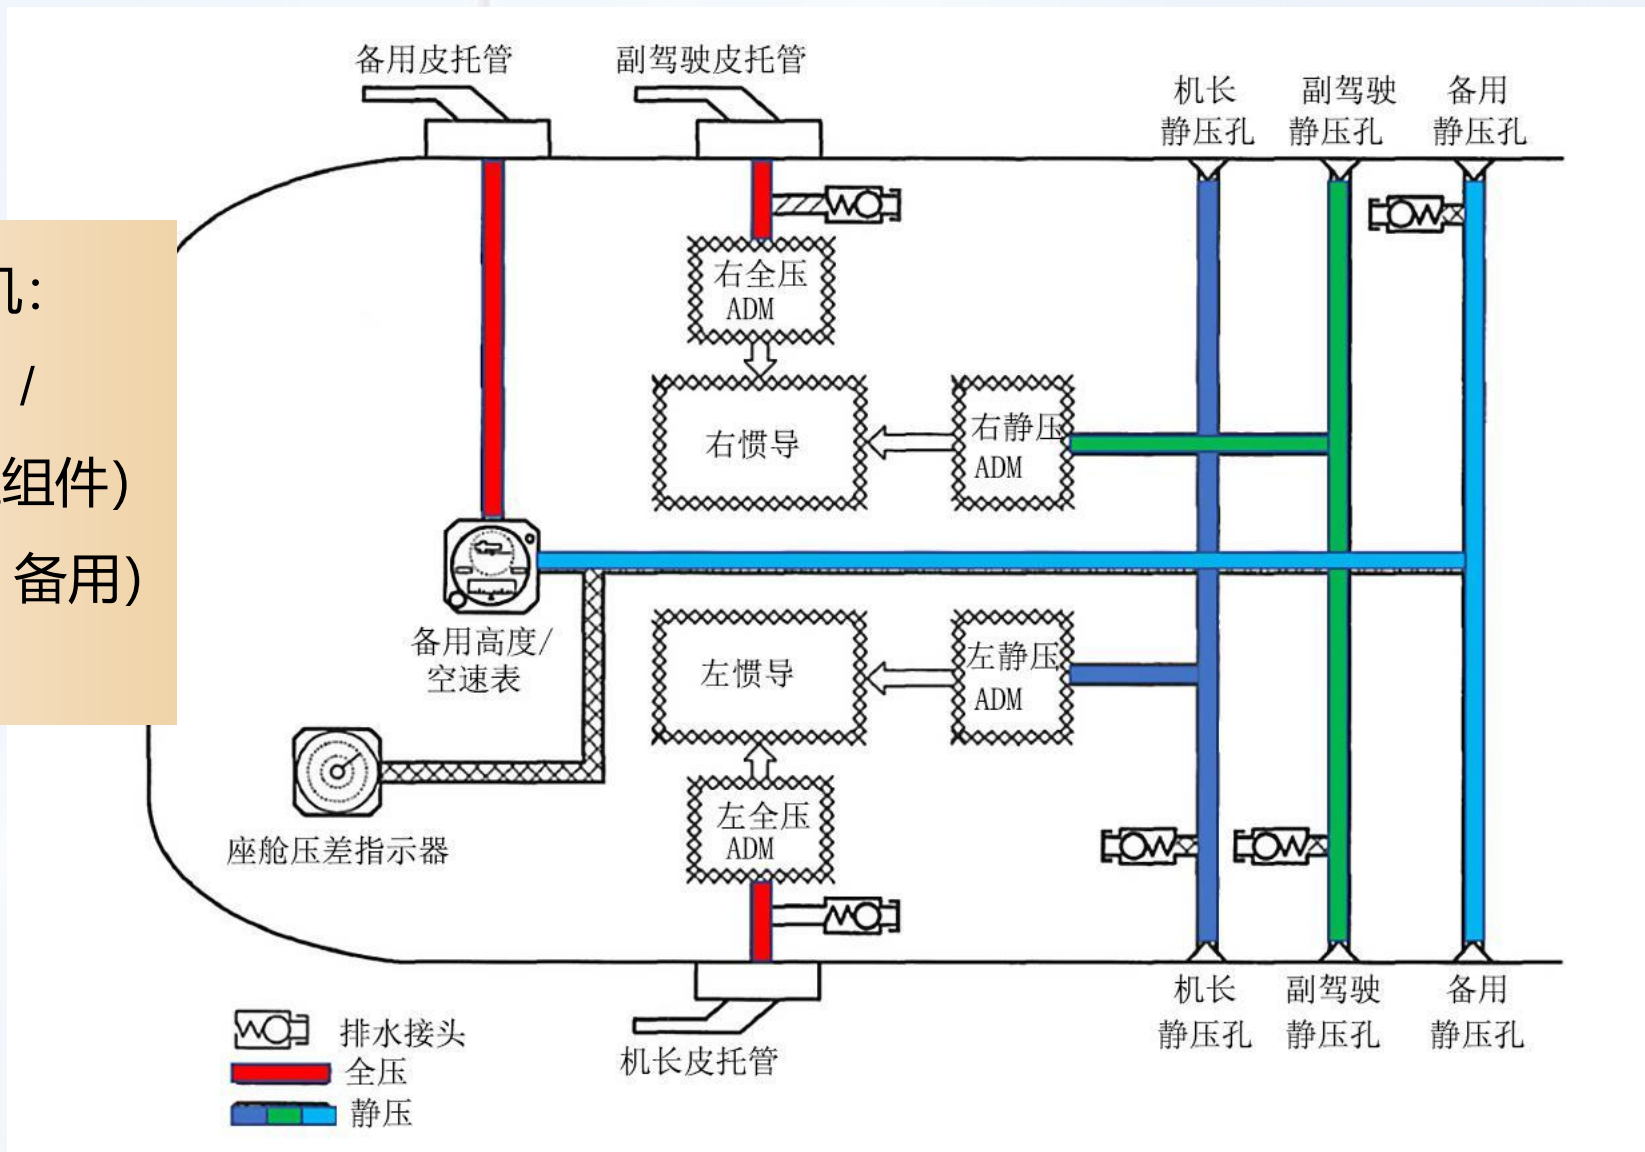 备用皮托管
副驾驶皮托管
机长
静压孔
副驾驶
静压孔
备用
静压孔
机：
/
组件）
备用）
右全压
ADM
右惯导
右静压
ADM
备用高度/
空速表
左惯导
左静压
ADM
座舱压差指示器
左全压
ADM
机长
静压孔
副驾驶
静压孔
备用
静压孔
机长皮托管
排水接头
全压
静压